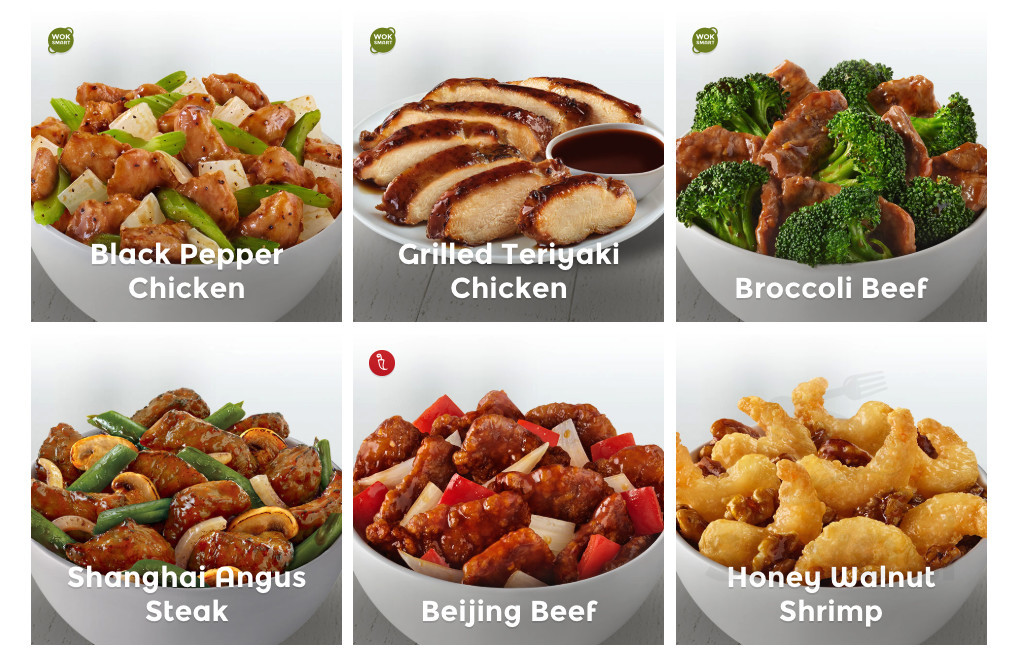 WOK
SMART
WOK
SMART
WOK
SMART
Black Pepper
Chicken
Grilled Teriyaki
Chicken
Broccoli Beef
Shanghai Angus
Steak
Beijing Beef
Honey Walnut
Shrimp